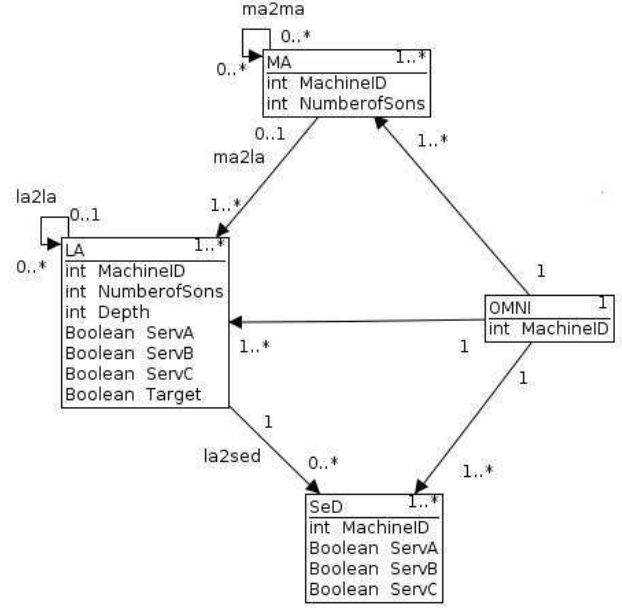 ma2ma
0..*
0..*
MA 1..*
int MachineID
int NumberofSons
0..1
1..*
ma2la
1..*
la2la
0..1
0..*
LA 1..*
int MachineID
int NumberofSons
int Depth
Boolean ServA
Boolean ServB
Boolean ServC
Boolean Target
1
OMNI 1
int MachineID
1..*
1
1
1
la2sed
0..*
1..*
SeD 1..*
int MachineID
Boolean ServA
Boolean ServB
Boolean ServC